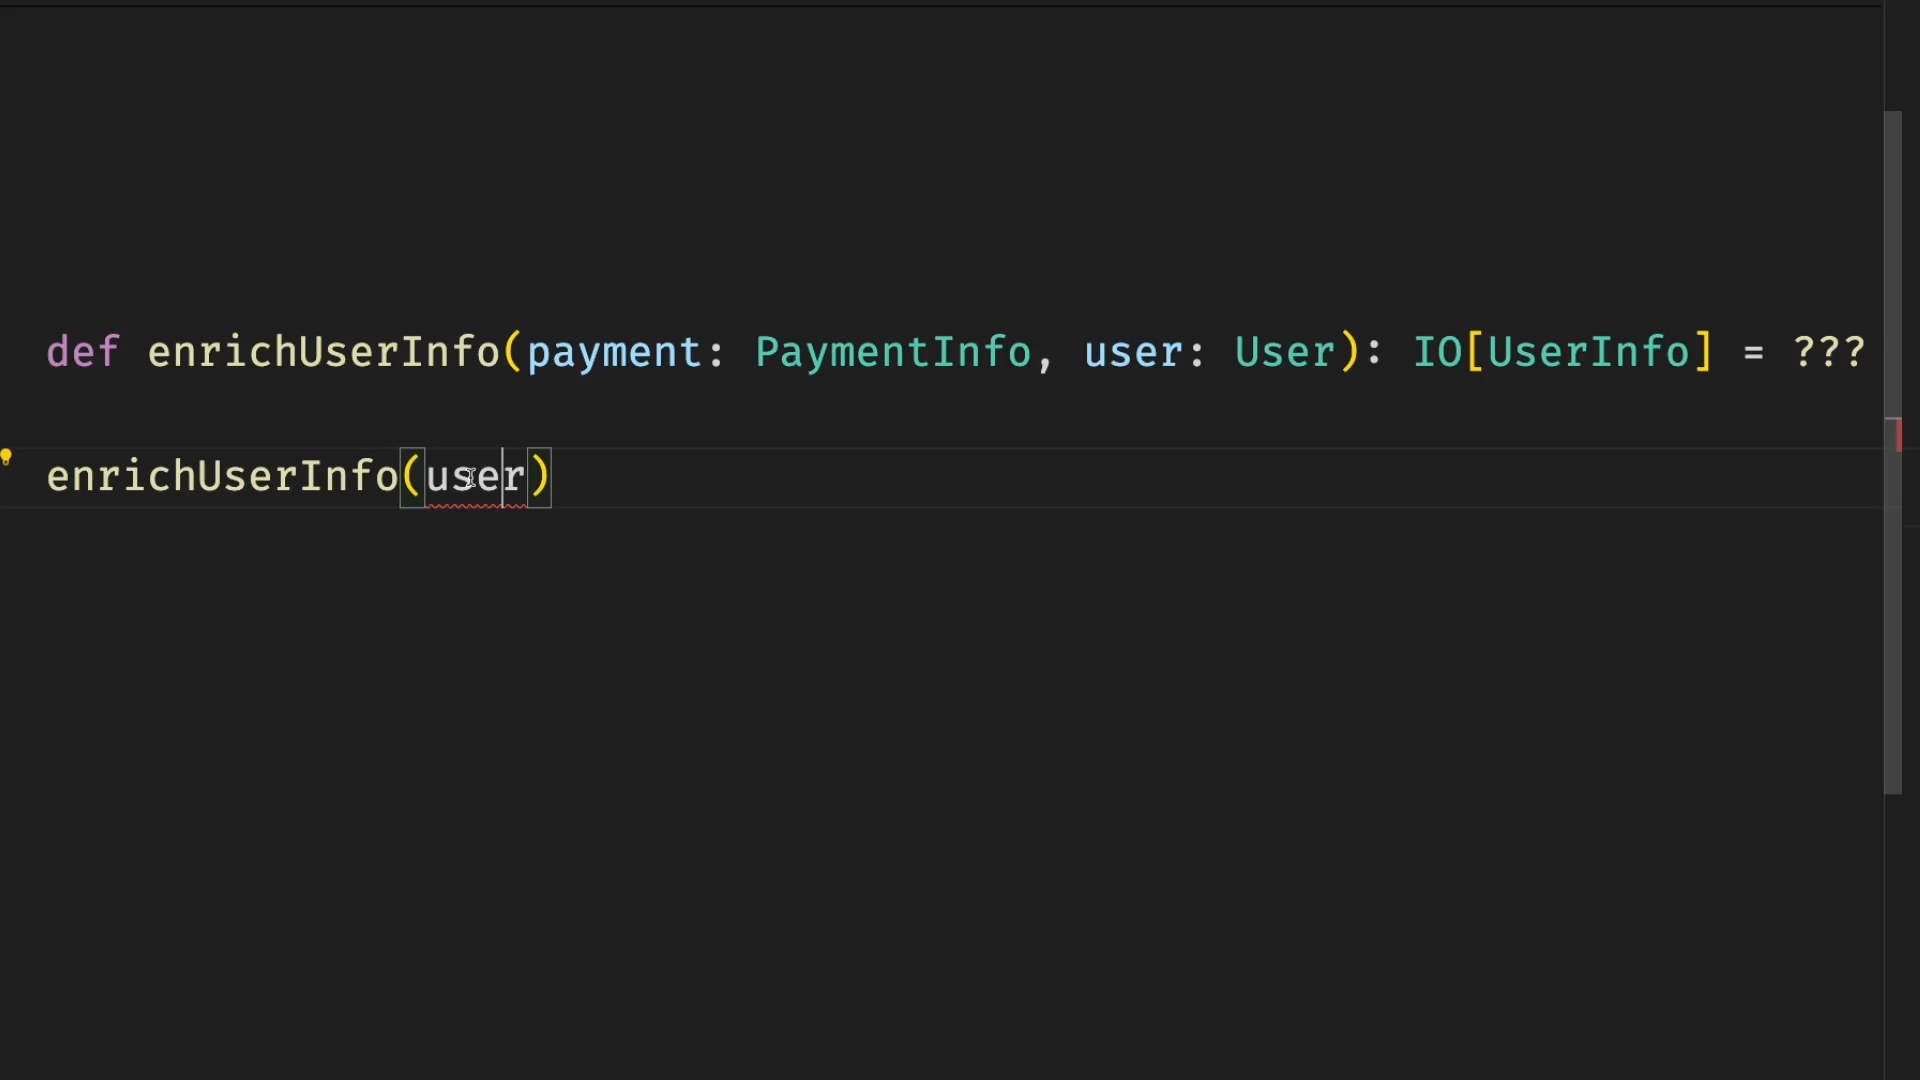 def enrichUserInfo(payment: PaymentInfo, user: User): IO[UserInfo] = ???
enrichUserInfo(user)